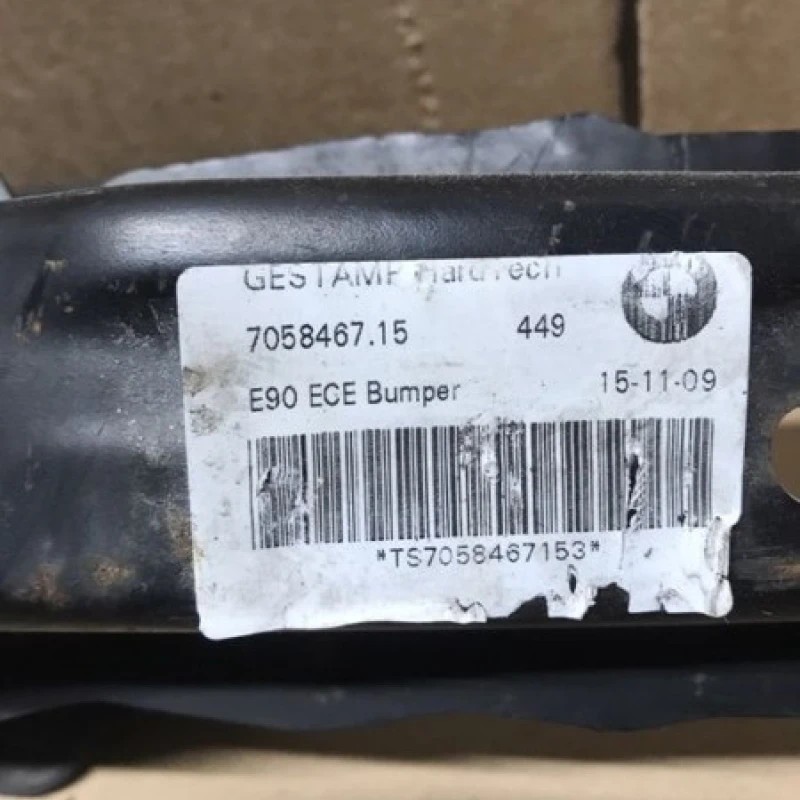 GESTAMP HardTech
7058467.15 449
E90 ECE Bumper 15-11-09
*TS7058467153*